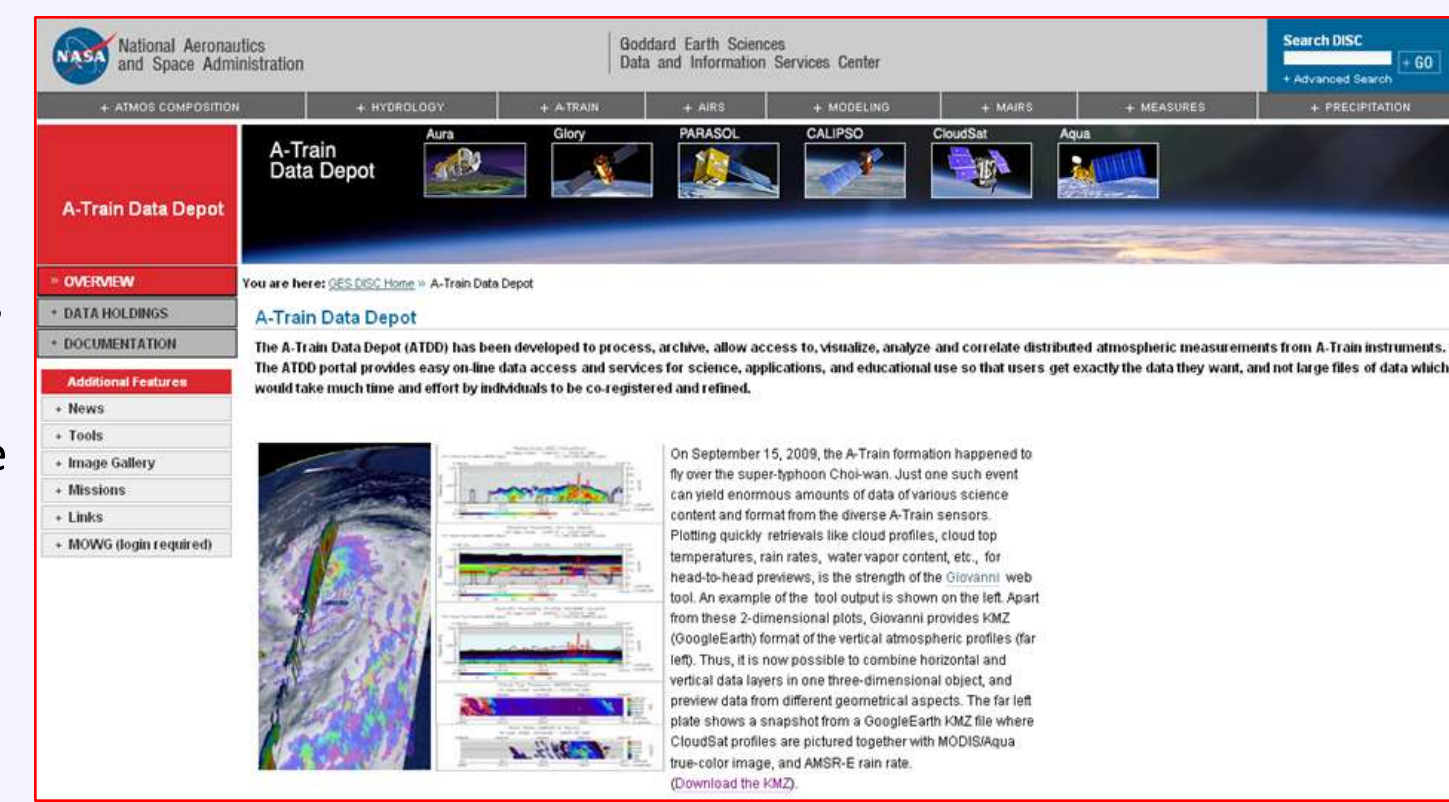 National Aeronautics
and Space Administration
Goddard Earth Sciences
Data and Information Services Center
Search DISC
+ GO
+ Advanced Search
+ ATMOS COMPOSITION
+ HYDROLOGY
+ A-TRAIN
+ AIRS
+ MODELING
+ MAIRS
+ MEASURES
+ PRECIPITATION
A-Train
Data Depot
Aura
Glory
PARASOL
CALIPSO
CloudSat
Aqua
A-Train Data Depot
» OVERVIEW
+ DATA HOLDINGS
+ DOCUMENTATION
Additional Features
+ News
+ Tools
+ Image Gallery
+ Missions
+ Links
+ MOWG (login required)
You are here: GES DISC Home » A-Train Data Depot
A-Train Data Depot
The A-Train Data Depot (ATDD) has been developed to process, archive, allow access to, visualize, analyze and correlate distributed atmospheric measurements from A-Train instruments.
The ATDD portal provides easy on-line data access and services for science, applications, and educational use so that users get exactly the data they want, and not large files of data which
would take much time and effort by individuals to be co-registered and refined.
On September 15, 2009, the A-Train formation happened to
fly over the super-typhoon Choi-wan. Just one such event
can yield enormous amounts of data of various science
content and format from the diverse A-Train sensors.
Plotting quickly retrievals like cloud profiles, cloud top
temperatures, rain rates, water vapor content, etc., for
head-to-head previews, is the strength of the Giovanni web
tool. An example of the tool output is shown on the left. Apart
from these 2-dimensional plots, Giovanni provides KMZ
(GoogleEarth) format of the vertical atmospheric profiles (far
left). Thus, it is now possible to combine horizontal and
vertical data layers in one three-dimensional object, and
preview data from different geometrical aspects. The far left
plate shows a snapshot from a GoogleEarth KMZ file where
CloudSat profiles are pictured together with MODIS/Aqua
true-color image, and AMSR-E rain rate.
(Download the KMZ).